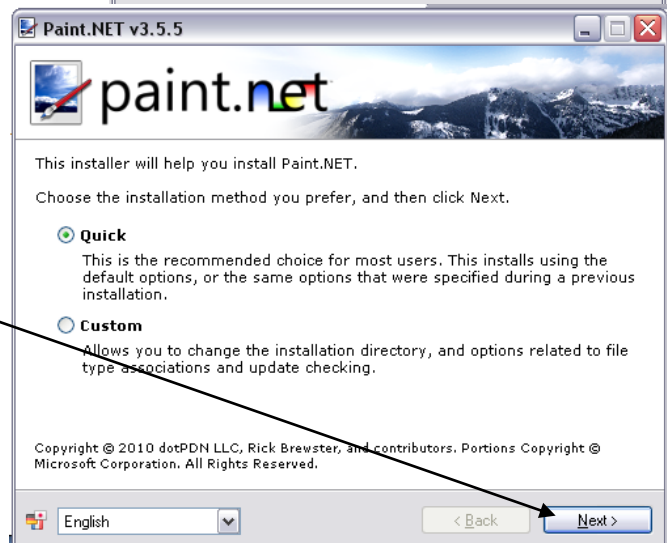 Paint.NET v3.5.5
paint.net
This installer will help you install Paint.NET.
Choose the installation method you prefer, and then click Next.
Quick
This is the recommended choice for most users. This installs using the
default options, or the same options that were specified during a previous
installation.
Custom
Allows you to change the installation directory, and options related to file
type associations and update checking.
Copyright © 2010 dotPDN LLC, Rick Brewster, and contributors. Portions Copyright ©
Microsoft Corporation. All Rights Reserved.
English
< Back
Next >